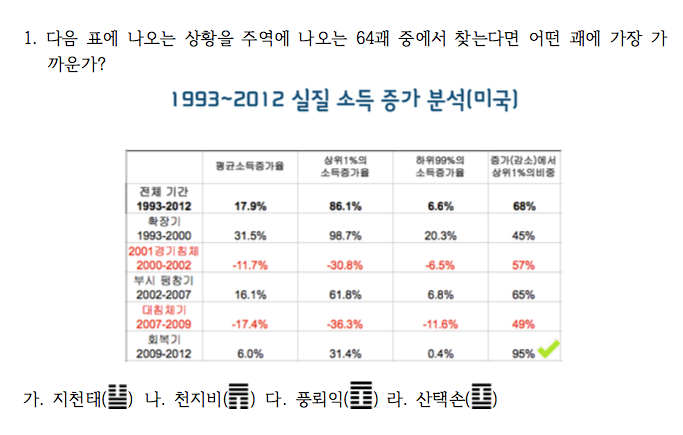 1. 다음 표에 나오는 상황을 주역에 나오는 64괘 중에서 찾는다면 어떤 괘에 가장 가
까운가?
1993~2012 실질 소득 증가 분석(미국)
평균소득증가율 상위1%의 소득증가율 하위99%의 소득증가율 증가(감소)에서 상위1%의비중
전체 기간
1993-2012 17.9% 86.1% 6.6% 68%
확장기
1993-2000 31.5% 98.7% 20.3% 45%
2001경기침체
2000-2002 -11.7% -30.8% -6.5% 57%
부시 팽창기
2002-2007 16.1% 61.8% 6.8% 65%
대침체기
2007-2009 -17.4% -36.3% -11.6% 49%
회복기
2009-2012 6.0% 31.4% 0.4% 95%
가. 지천태(䷊) 나. 천지비(䷋) 다. 풍뢰익(䷩) 라. 산택손(䷨)